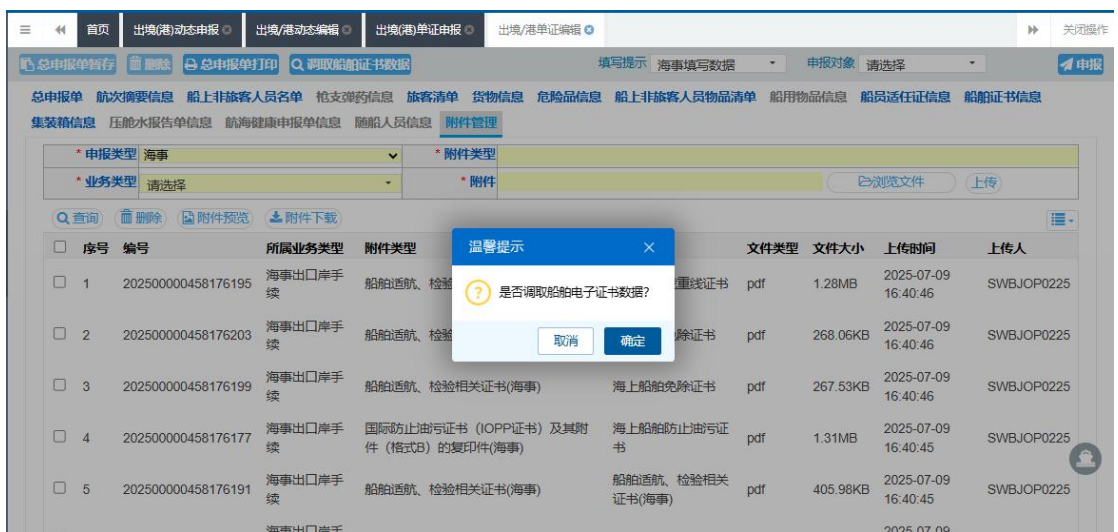 首页 出境(港)动态申报 出境/港动态编辑 出境(港)单证申报 出境/港单证编辑 关闭操作
总申报单暂存 删除 总申报单打印 调取船舶证书数据 填写提示 海事填写数据 申报对象 请选择 申报
总申报单 航次摘要信息 船上非旅客人员名单 枪支弹药信息 旅客清单 货物信息 危险品信息 船上非旅客人员物品清单 船用物品信息 船员适任证信息 船舶证书信息
集装箱信息 压舱水报告单信息 航海健康申报单信息 随船人员信息 附件管理
* 申报类型 海事 * 附件类型
* 业务类型 请选择 * 附件 浏览文件 上传
查询 删除 附件预览 附件下载
序号 编号 所属业务类型 附件类型 文件类型 文件大小 上传时间 上传人
温馨提示
是否调取船舶电子证书数据?
取消 确定
1 202500000458176195 海事出口岸手续 船舶适航、检验 重线证书 pdf 1.28MB 2025-07-09 16:40:46 SWBJOP0225
2 202500000458176203 海事出口岸手续 船舶适航、检验 除证书 pdf 268.06KB 2025-07-09 16:40:46 SWBJOP0225
3 202500000458176199 海事出口岸手续 船舶适航、检验相关证书(海事) 海上船舶免除证书 pdf 267.53KB 2025-07-09 16:40:46 SWBJOP0225
4 202500000458176177 海事出口岸手续 国际防止油污证书（IOPP证书）及其附件（格式B）的复印件(海事) 海上船舶防止油污证书 pdf 1.31MB 2025-07-09 16:40:45 SWBJOP0225
5 202500000458176191 海事出口岸手续 船舶适航、检验相关证书(海事) 船舶适航、检验相关证书(海事) pdf 405.98KB 2025-07-09 16:40:45 SWBJOP0225
海事出口岸手 2025-07-09